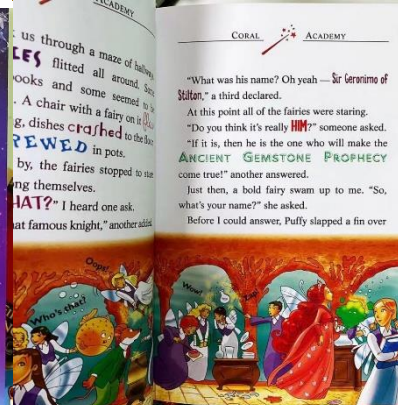 ACADEMY
us through a maze of hallways
flitted all around. Some
ooks and some seemed to be
. A chair with a fairy on it
g, dishes crashed to the floor
REWED in pots.
by, the fairies stopped to stare
ng themselves.
HAT?" I heard one ask.
hat famous knight," another added
Oops!
Who's that?
CORAL ACADEMY
"What was his name? Oh yeah — Sir Geronimo of
Stilton," a third declared.
At this point all of the fairies were staring.
"Do you think it's really HIM?" someone asked.
"If it is, then he is the one who will make the
ANCIENT GEMSTONE PROPHECY
come true!" another answered.
Just then, a bold fairy swam up to me. "So,
what's your name?" she asked.
Before I could answer, Puffy slapped a fin over
Wow!
Yap!